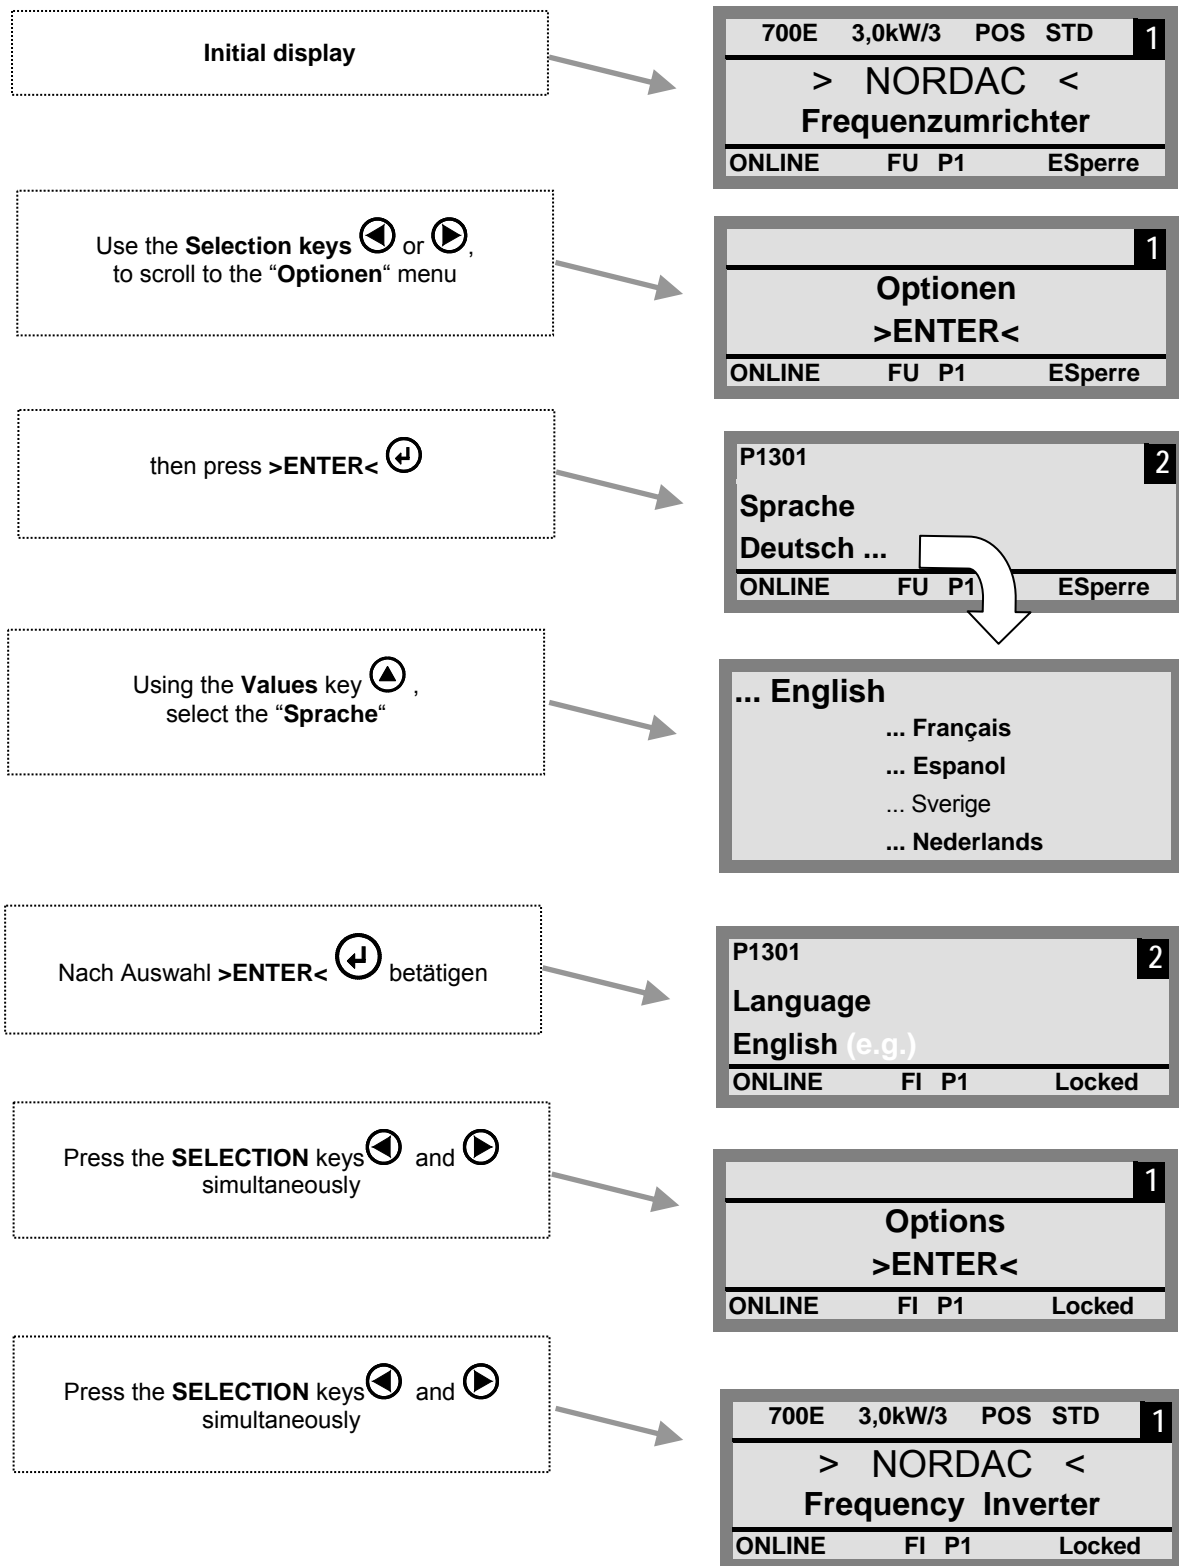 Initial display
700E 3,0kW/3 POS STD 1
> NORDAC <
Frequenzumrichter
ONLINE FU P1 ESperre
Use the Selection keys or ,
to scroll to the “Optionen“ menu
1
Optionen
>ENTER<
ONLINE FU P1 ESperre
then press >ENTER<
P1301 2
Sprache
Deutsch ...
ONLINE FU P1 ESperre
Using the Values key ,
select the “Sprache“
... English
... Français
... Espanol
... Sverige
... Nederlands
Nach Auswahl >ENTER< betätigen
P1301 2
Language
English (e.g.)
ONLINE FI P1 Locked
Press the SELECTION keys and
simultaneously
1
Options
>ENTER<
ONLINE FI P1 Locked
Press the SELECTION keys and
simultaneously
700E 3,0kW/3 POS STD 1
> NORDAC <
Frequency Inverter
ONLINE FI P1 Locked